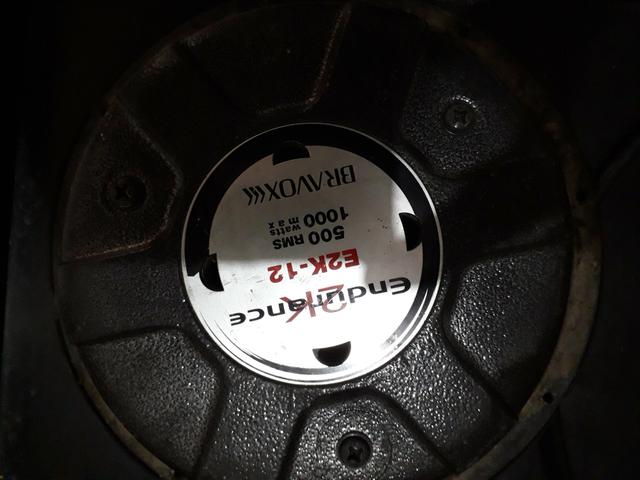 Endurance
2K
E2K-12
500 RMS
watts
1000 max
BRAVOX